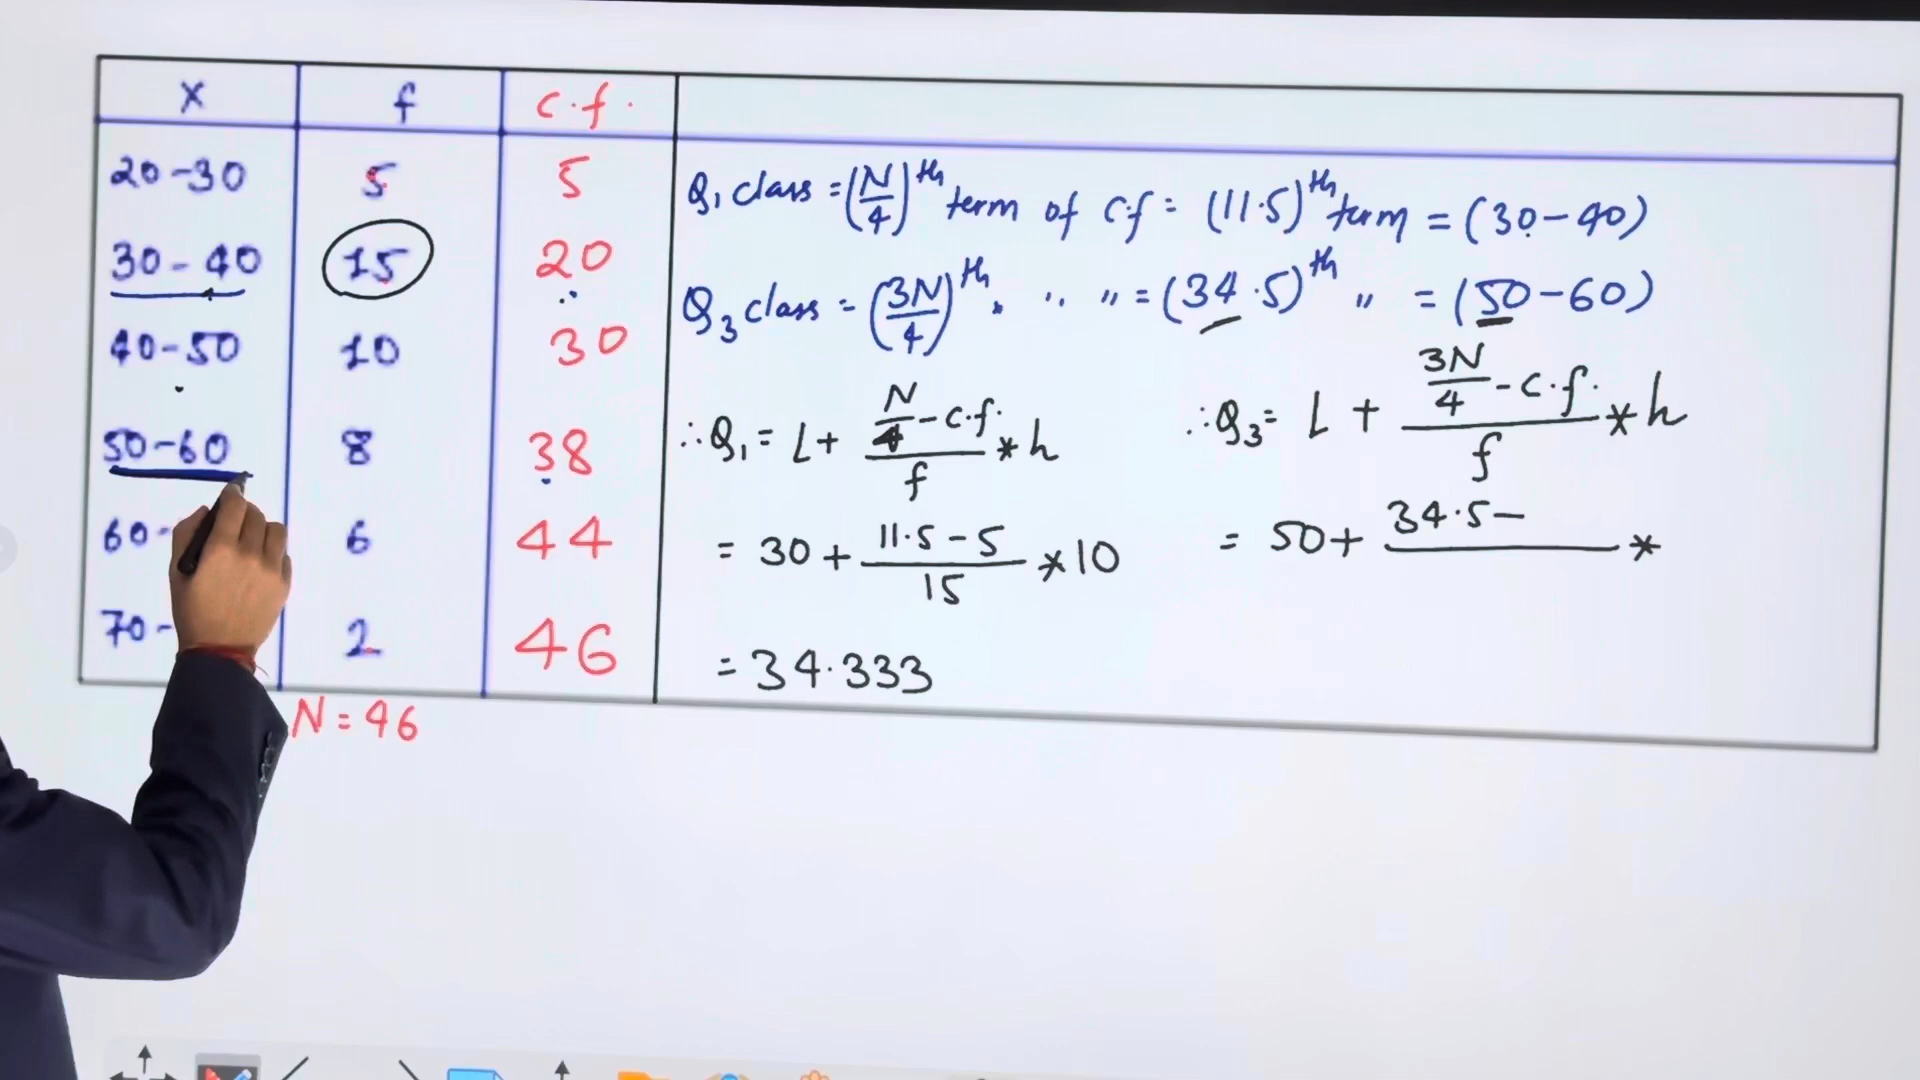 X f c.f.
20-30 5 5
30-40 15 20
40-50 10 30
50-60 8 38
60- 6 44
70- 2 46
N = 46
Q₁ class = (N/4)th term of c.f = (11.5)th term = (30-40)
Q₃ class = (3N/4)th " " " = (34.5)th " = (50-60)
∴ Q₁ = L + (N/4 - c.f.)/f * h
= 30 + (11.5 - 5)/15 * 10
= 34.333
∴ Q₃ = L + (3N/4 - c.f.)/f * h
= 50 + 34.5 - *